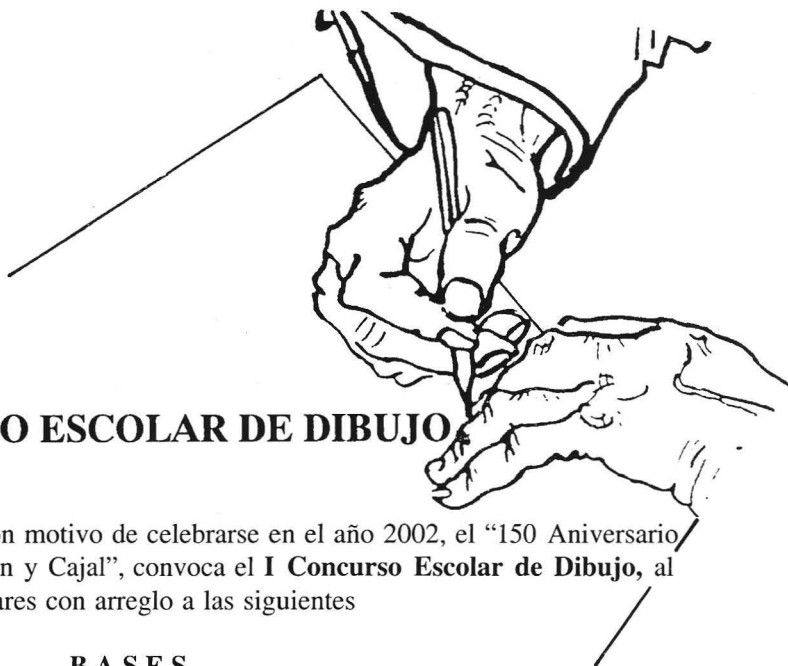 O ESCOLAR DE DIBUJO
n motivo de celebrarse en el año 2002, el “150 Aniversario
n y Cajal”, convoca el I Concurso Escolar de Dibujo, al
ares con arreglo a las siguientes
BASES